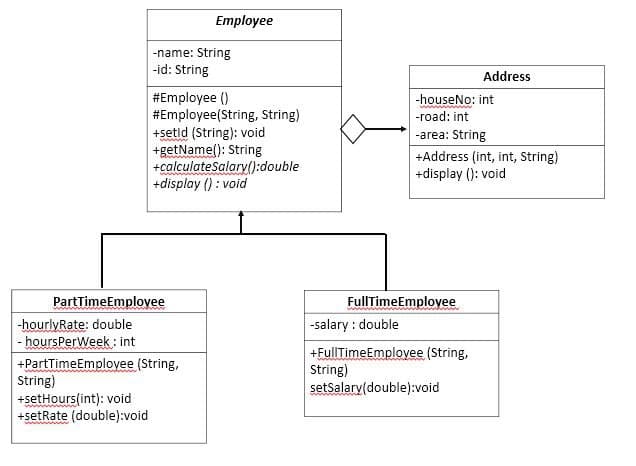 Employee
-name: String
-id: String
#Employee ()
#Employee(String, String)
+setId (String): void
+getName(): String
+calculateSalary():double
+display () : void
Address
-houseNo: int
-road: int
-area: String
+Address (int, int, String)
+display (): void
PartTimeEmployee
-hourlyRate: double
- hoursPerWeek : int
+PartTimeEmployee (String,
String)
+setHours(int): void
+setRate (double):void
FullTimeEmployee
-salary : double
+FullTimeEmployee (String,
String)
setSalary(double):void